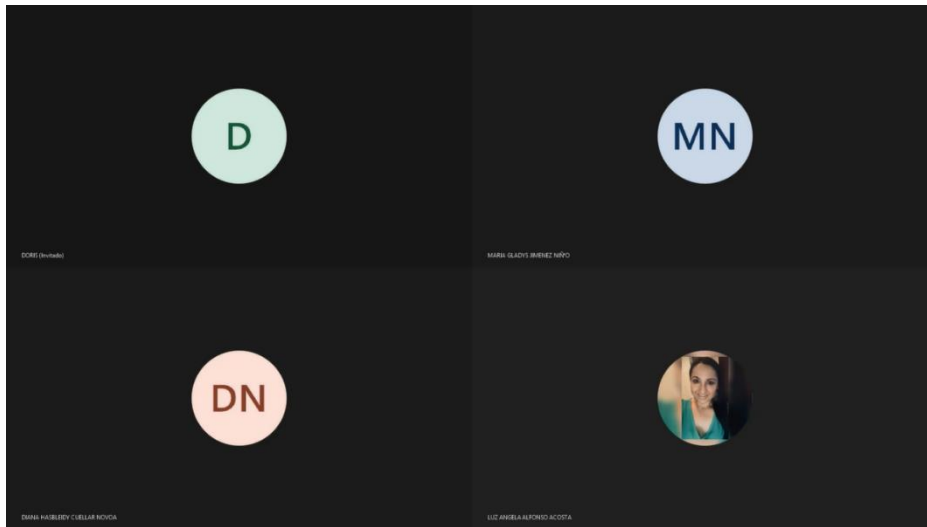 D
DORIS (Invitado)
MN
MARIA GLADYS JIMENEZ NIÑO
DN
DIANA HASBLEIDY CUELLAR NOVOA
LUZ ANGELA ALFONSO ACOSTA